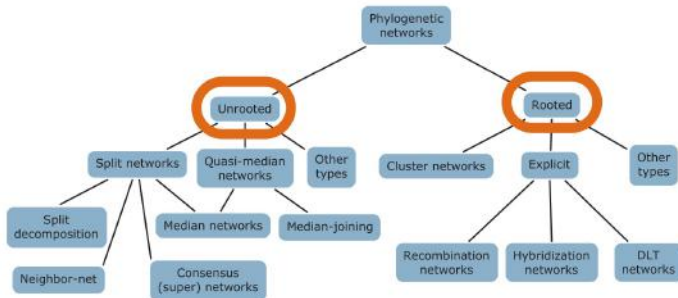 Phylogenetic
networks
Unrooted
Rooted
Split networks
Quasi-median
networks
Other
types
Cluster networks
Explicit
Other
types
Split
decomposition
Median networks
Median-joining
Neighbor-net
Consensus
(super) networks
Recombination
networks
Hybridization
networks
DLT
networks